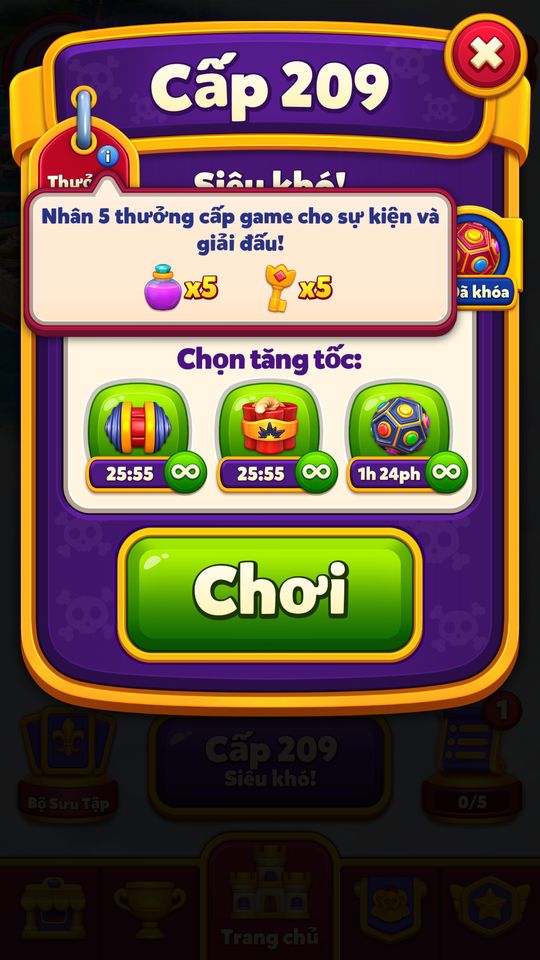 Cấp 209
Siêu khó!
Nhân 5 thưởng cấp game cho sự kiện và
giải đấu!
x5
x5
khóa
Chọn tăng tốc:
25:55
25:55
1h 24ph
Chơi
1
Cấp 209
Siêu khó!
Bộ Sưu Tập
0/5
Trang chủ